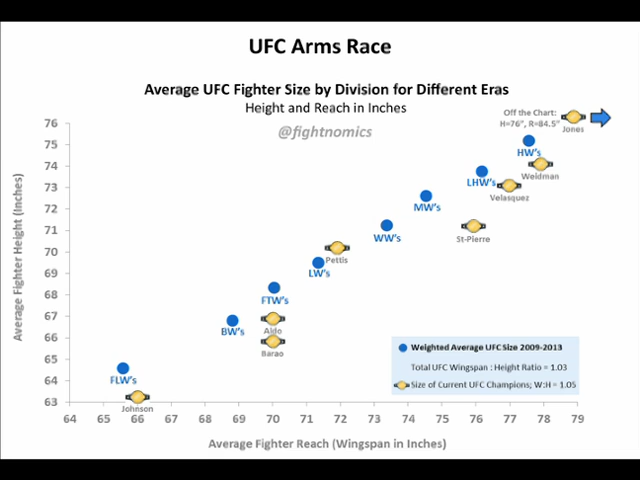 UFC Arms Race
Average UFC Fighter Size by Division for Different Eras
Height and Reach in Inches
@fightnomics
Off the Chart:
H=76", R=84.5"
Jones
Average Fighter Height (Inches)
76
75
74
73
72
71
70
69
68
67
66
65
64
63
HW's
Weidman
LHW's
Velasquez
MW's
WW's
St-Pierre
Pettis
LW's
FTW's
Aldo
BW's
Barao
FLW's
Johnson
Weighted Average UFC Size 2009-2013
Total UFC Wingspan : Height Ratio = 1.03
Size of Current UFC Champions; W:H = 1.05
64 65 66 67 68 69 70 71 72 73 74 75 76 77 78 79
Average Fighter Reach (Wingspan in Inches)